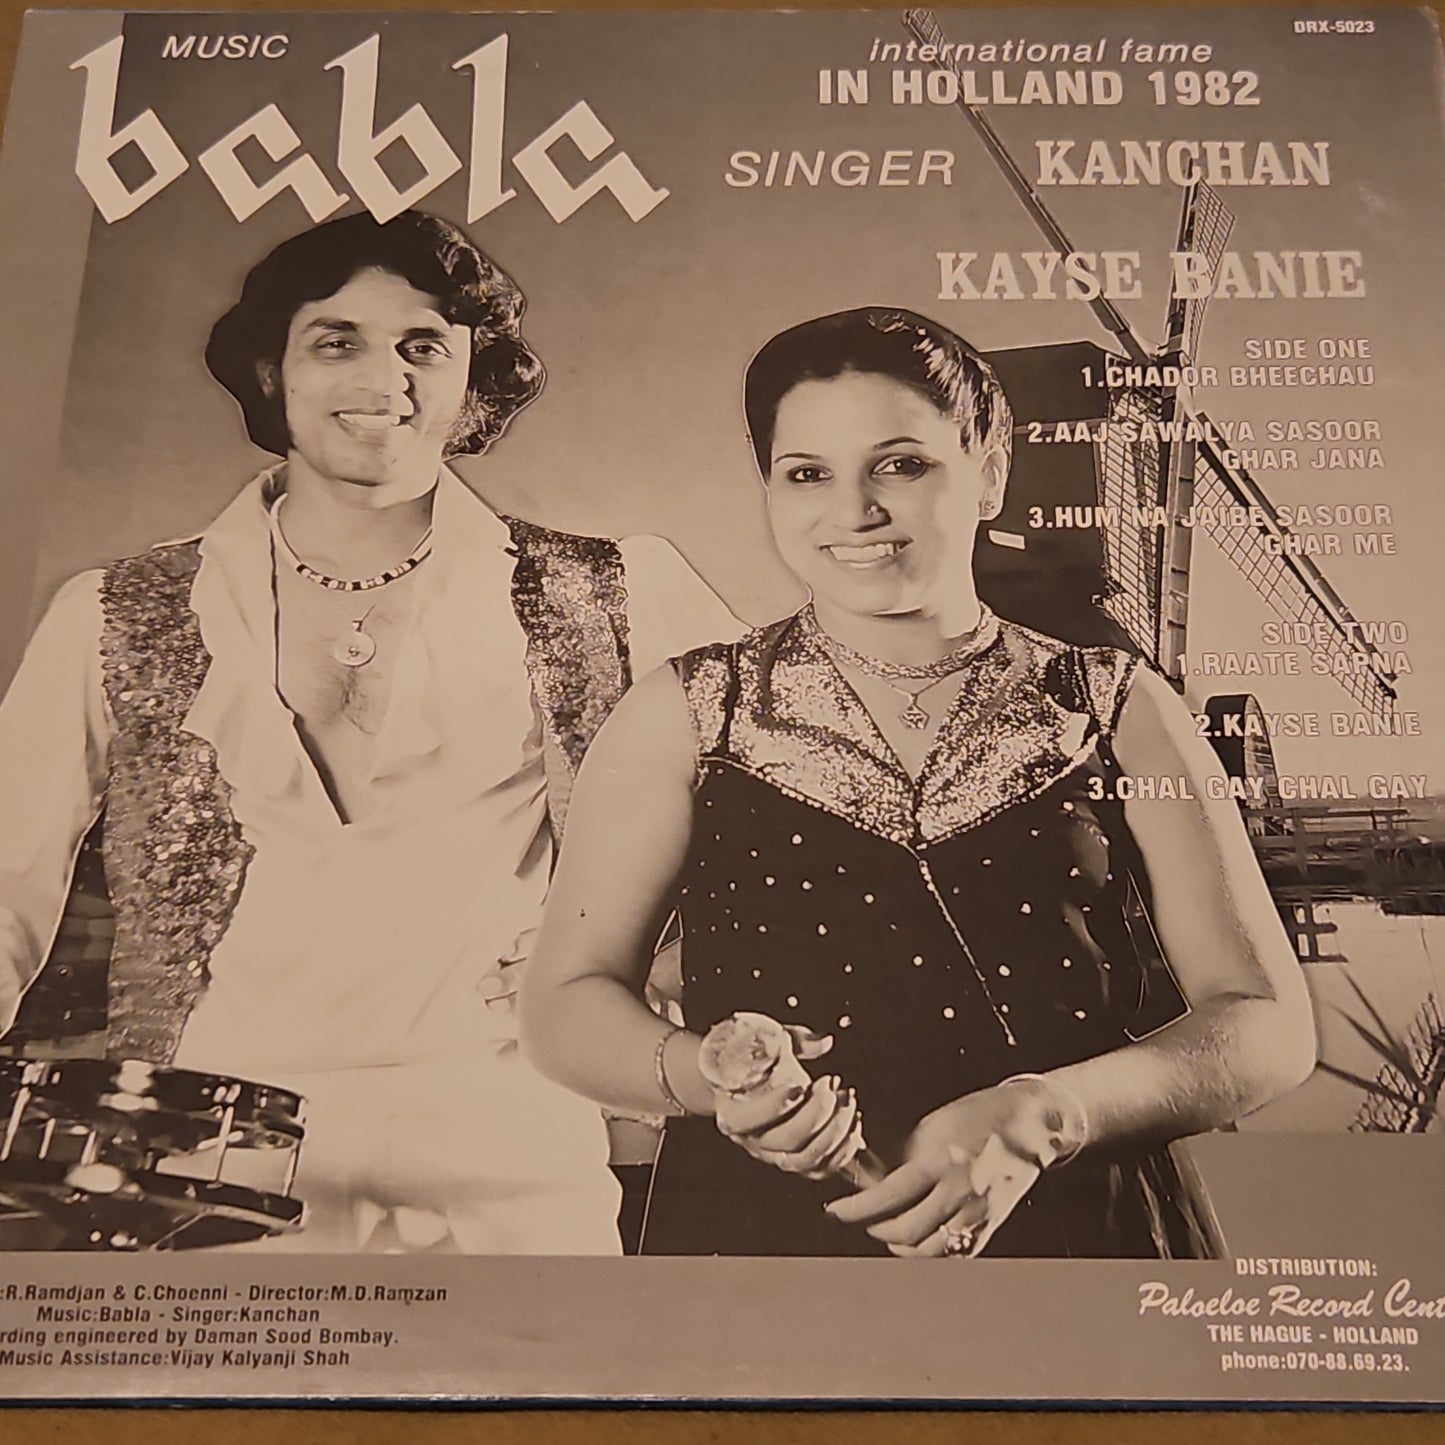 MUSIC
babla
DRX-5023
international fame
IN HOLLAND 1982
SINGER KANCHAN
KAYSE BANIE
SIDE ONE
1.CHADOR BHEECHAU
2.AAJ SAWALYA SASOOR
GHAR JANA
3.HUM NA JAIBE SASOOR
GHAR ME
SIDE TWO
1.RAATE SAPNA
2.KAYSE BANIE
3.CHAL GAY CHAL GAY
:R.Ramdjan & C.Choenni - Director:M.D.Ramzan
Music:Babla - Singer:Kanchan
rding engineered by Daman Sood Bombay.
Music Assistance:Vijay Kalyanji Shah
DISTRIBUTION:
Paloeloe Record Cent
THE HAGUE - HOLLAND
phone:070-88.69.23.